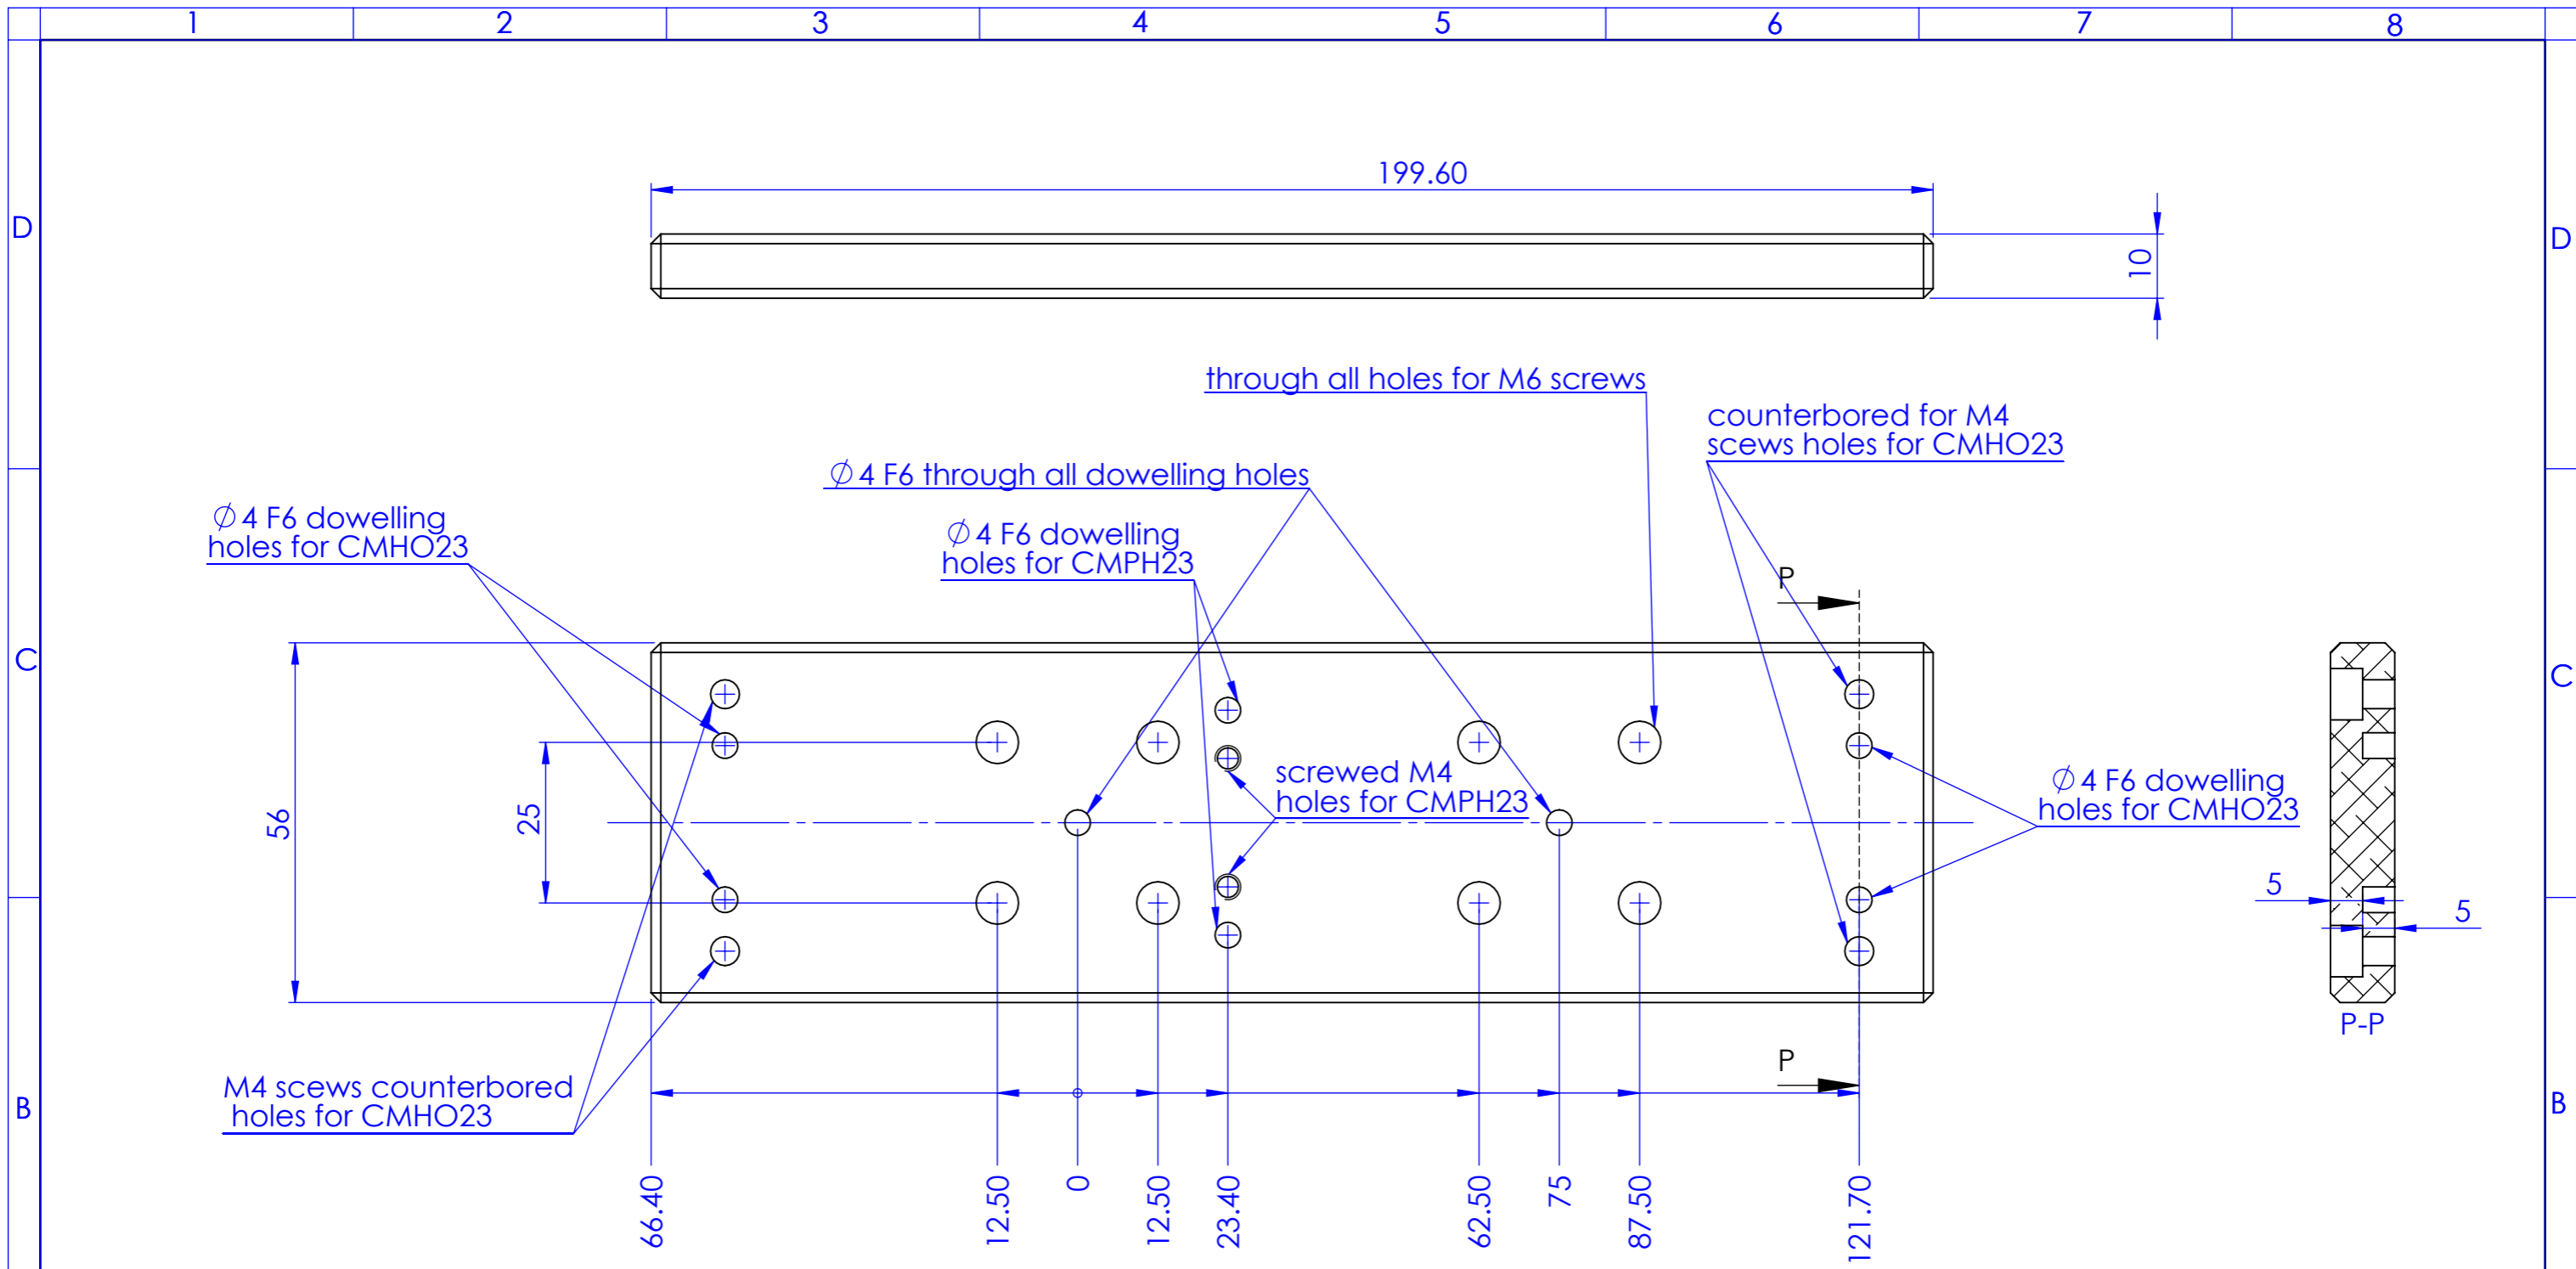 1 2 3 4 5 6 7 8
199.60
D D
10
through all holes for M6 screws
counterbored for M4
scews holes for CMHO23
∅4 F6 through all dowelling holes
∅4 F6 dowelling
holes for CMHO23
∅4 F6 dowelling
holes for CMPH23
P
C C
screwed M4
holes for CMPH23
∅4 F6 dowelling
holes for CMHO23
56
25
5
5
P-P
P
M4 scews counterbored
holes for CMHO23
B B
66.40
12.50
0
12.50
23.40
62.50
75
87.50
121.70